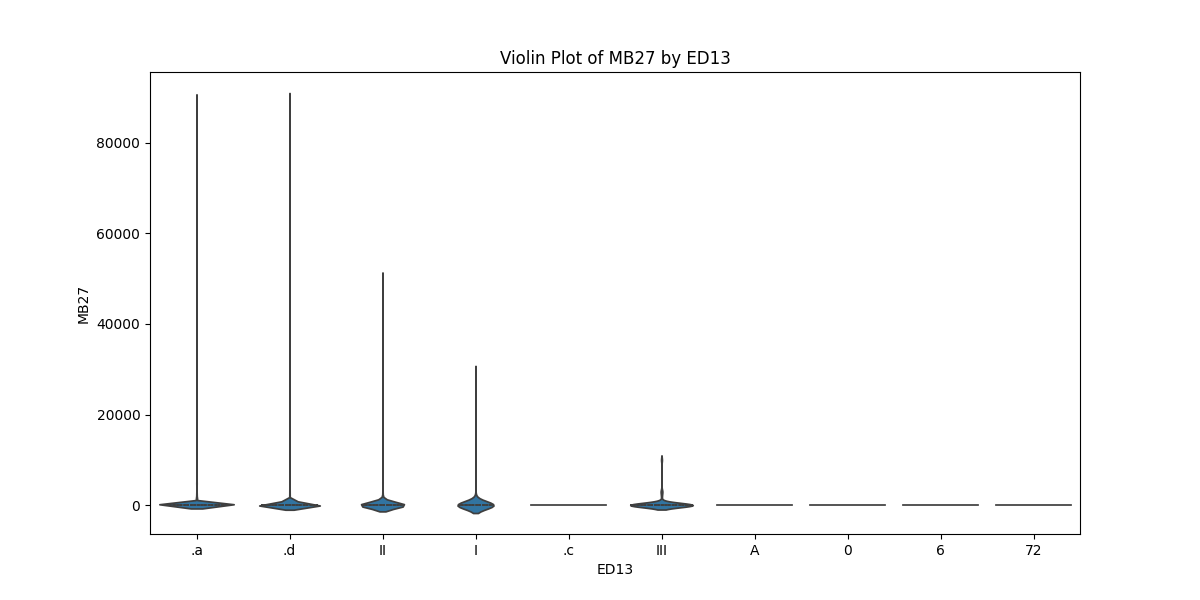 Violin Plot of MB27 by ED13
MB27
80000
60000
40000
20000
0
.a .d II I .c III A 0 6 72
ED13